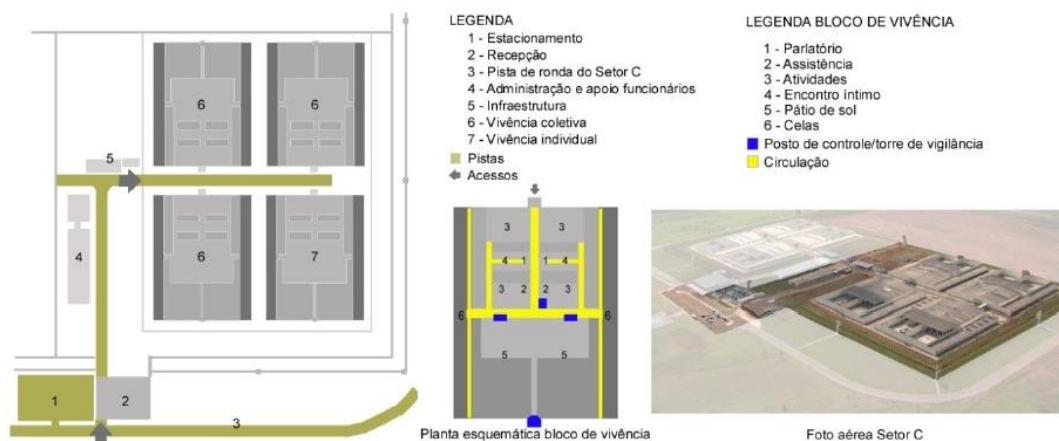 LEGENDA
1 - Estacionamento
2 - Recepção
3 - Pista de ronda do Setor C
4 - Administração e apoio funcionários
5 - Infraestrutura
6 - Vivência coletiva
7 - Vivência individual
Pistas
Acessos
LEGENDA BLOCO DE VIVÊNCIA
1 - Parlatório
2 - Assistência
3 - Atividades
4 - Encontro íntimo
5 - Pátio de sol
6 - Celas
Posto de controle/torre de vigilância
Circulação
6 6
5
4
6 7
1 2
3
3 3
4 1 1 4
3 2 2 3
6 6
5 5
Planta esquemática bloco de vivência
Foto aérea Setor C